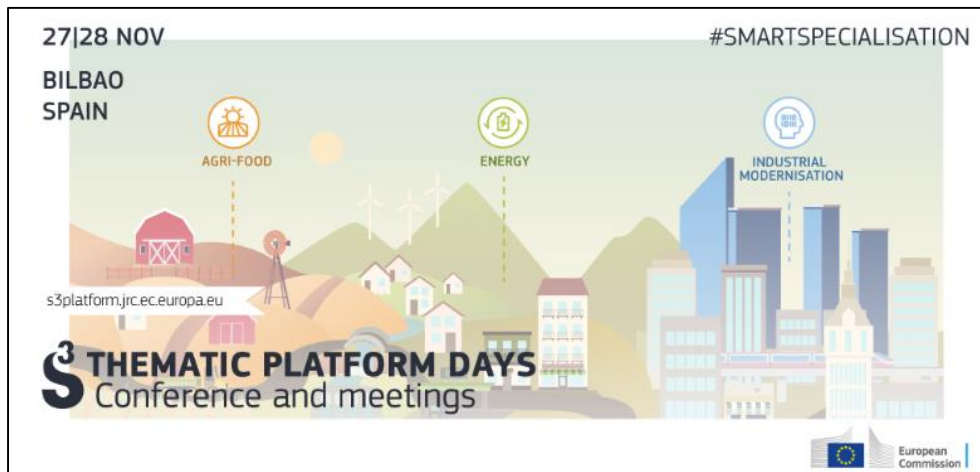 27|28 NOV
#SMARTSPECIALISATION
BILBAO
SPAIN
AGRI-FOOD
ENERGY
INDUSTRIAL
MODERNISATION
s3platform.jrc.ec.europa.eu
S3 THEMATIC PLATFORM DAYS
Conference and meetings
European
Commission